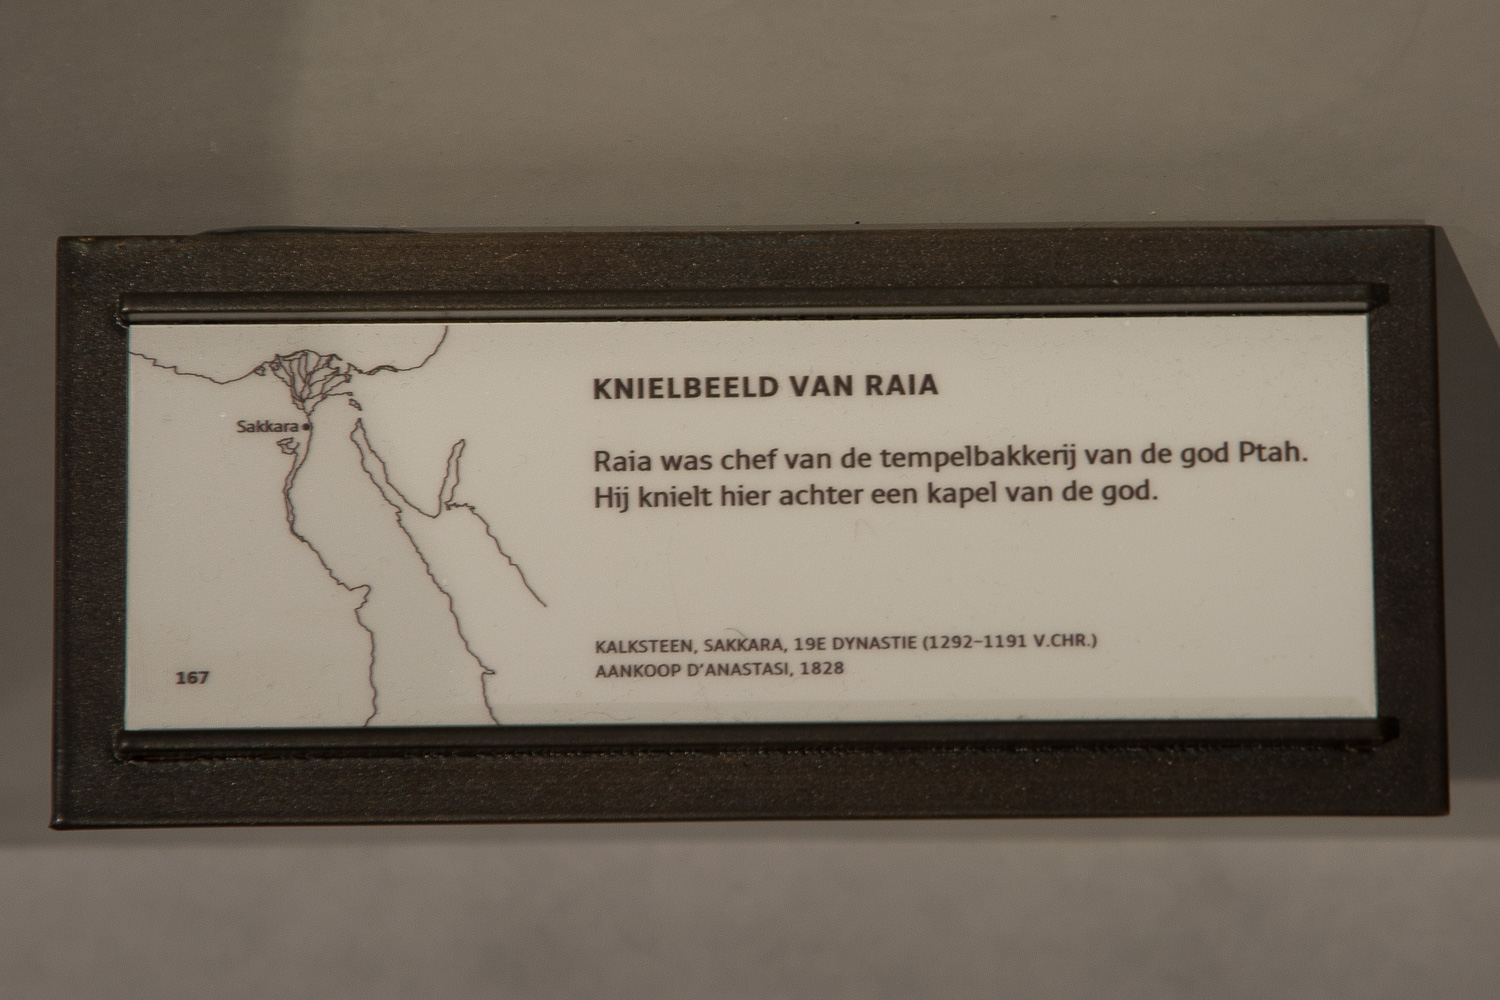 KNIELBEELD VAN RAIA
Raia was chef van de tempelbakkerij van de god Ptah.
Hij knielt hier achter een kapel van de god.
Sakkara
KALKSTEEN, SAKKARA, 19E DYNASTIE (1292–1191 V.CHR.)
AANKOOP D'ANASTASI, 1828
167